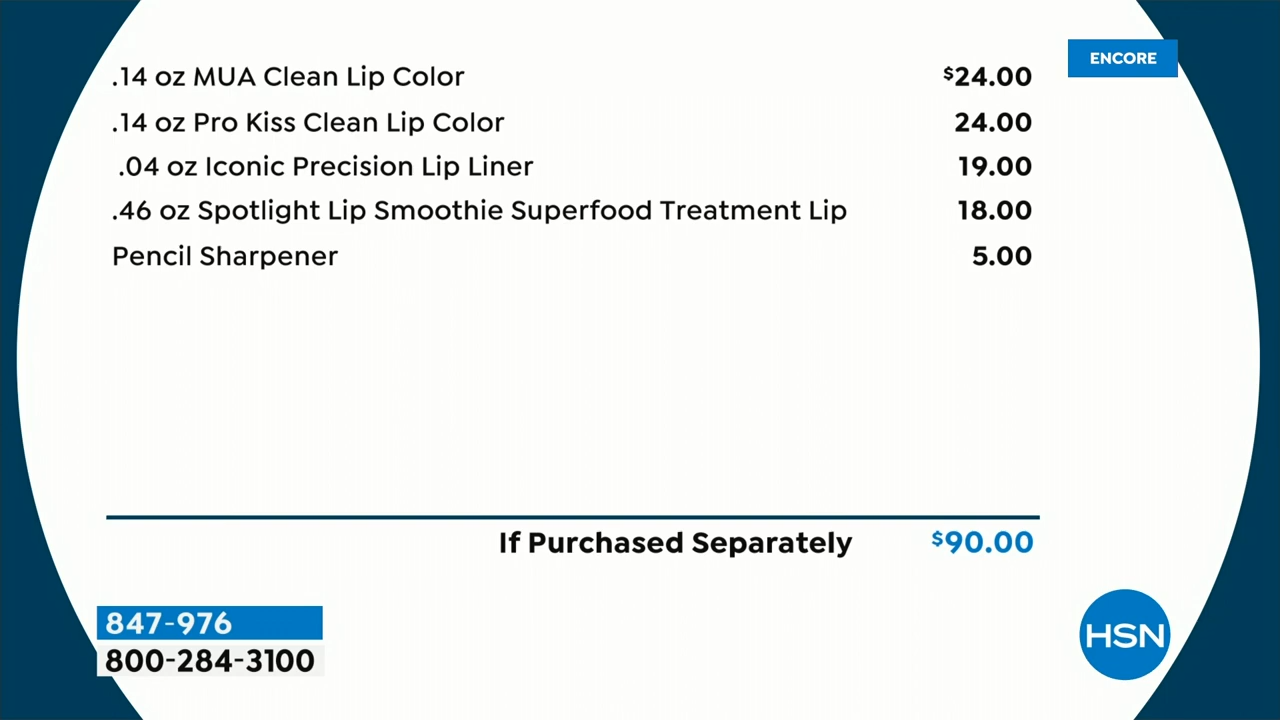 ENCORE
.14 oz MUA Clean Lip Color $24.00
.14 oz Pro Kiss Clean Lip Color 24.00
.04 oz Iconic Precision Lip Liner 19.00
.46 oz Spotlight Lip Smoothie Superfood Treatment Lip 18.00
Pencil Sharpener 5.00
If Purchased Separately $90.00
847-976
800-284-3100
HSN